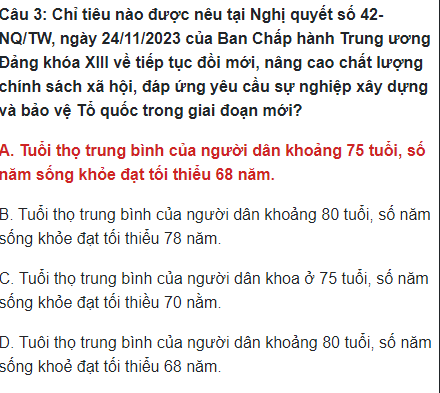 Câu 3: Chỉ tiêu nào được nêu tại Nghị quyết số 42-
NQ/TW, ngày 24/11/2023 của Ban Chấp hành Trung ương
Đảng khóa XIII về tiếp tục đổi mới, nâng cao chất lượng
chính sách xã hội, đáp ứng yêu cầu sự nghiệp xây dựng
và bảo vệ Tổ quốc trong giai đoạn mới?
A. Tuổi thọ trung bình của người dân khoảng 75 tuổi, số
năm sống khỏe đạt tối thiểu 68 năm.
B. Tuổi thọ trung bình của người dân khoảng 80 tuổi, số năm
sống khỏe đạt tối thiểu 78 năm.
C. Tuổi thọ trung bình của người dân khoa ở 75 tuổi, số năm
sống khỏe đạt tối thiều 70 nằm.
D. Tuôi thọ trung bình của người dân khoảng 80 tuổi, số năm
sống khoẻ đạt tối thiểu 68 năm.